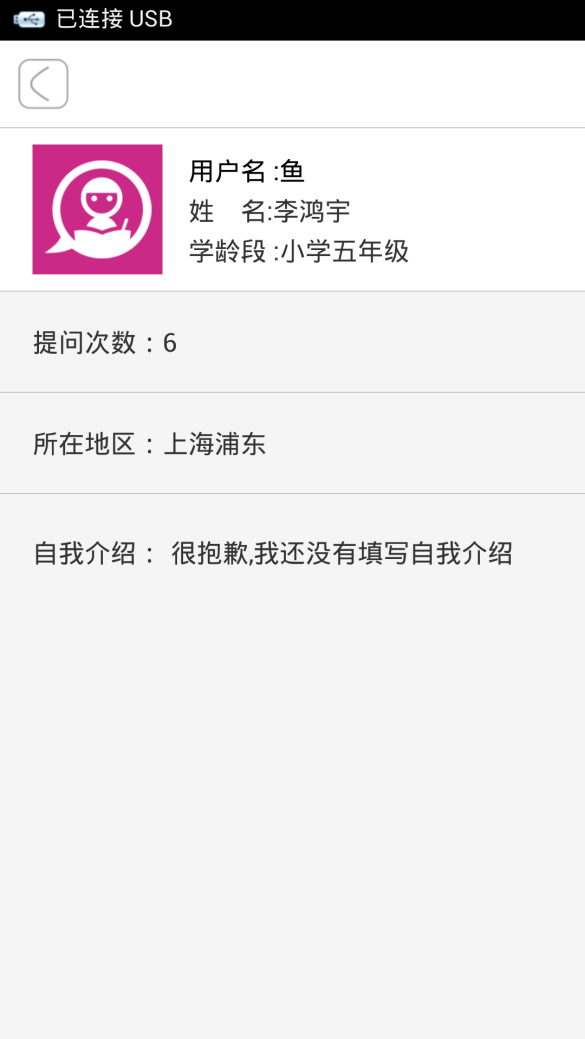 已连接 USB
用户名 :鱼
姓　名:李鸿宇
学龄段 :小学五年级
提问次数：6
所在地区：上海浦东
自我介绍： 很抱歉,我还没有填写自我介绍